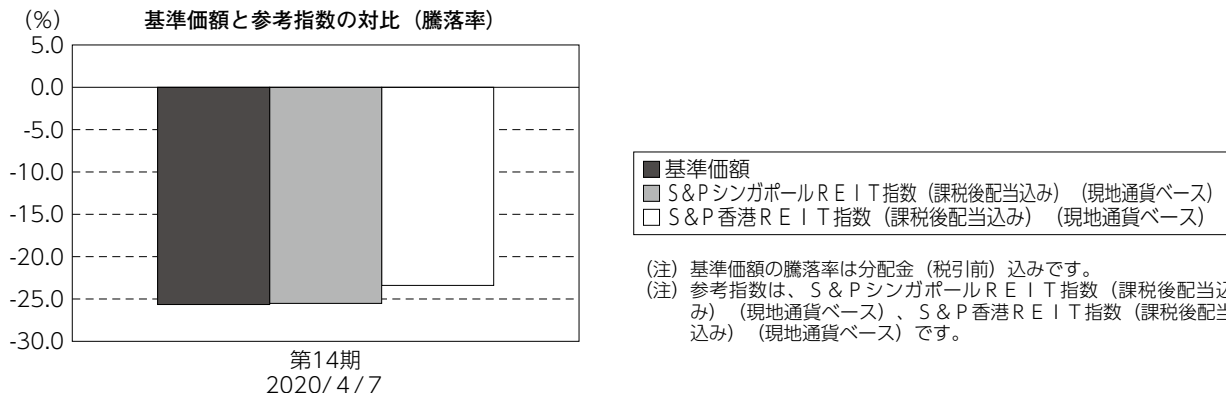 (%)
基準価額と参考指数の対比（騰落率）
5.0
0.0
-5.0
-10.0
-15.0
-20.0
-25.0
-30.0
第14期
2020/4/7
基準価額
Ｓ&ＰシンガポールＲＥＩＴ指数（課税後配当込み）（現地通貨ベース）
Ｓ&Ｐ香港ＲＥＩＴ指数（課税後配当込み）（現地通貨ベース）
（注）基準価額の騰落率は分配金（税引前）込みです。
（注）参考指数は、Ｓ＆ＰシンガポールＲＥＩＴ指数（課税後配当込
み）（現地通貨ベース）、Ｓ＆Ｐ香港ＲＥＩＴ指数（課税後配当
込み）（現地通貨ベース）です。